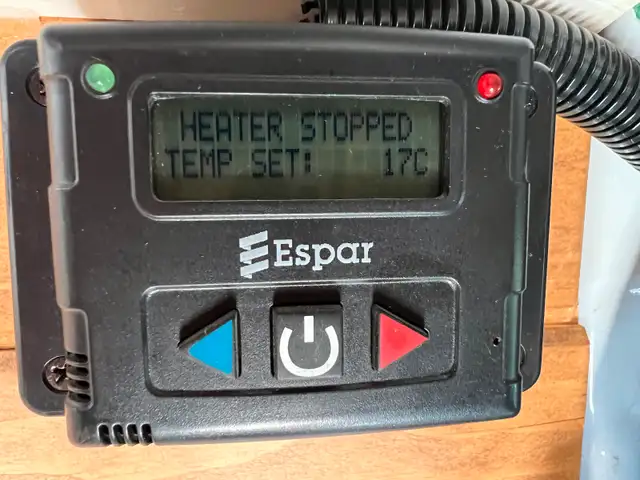 HEATER STOPPED
TEMP SET: 17C
Espar